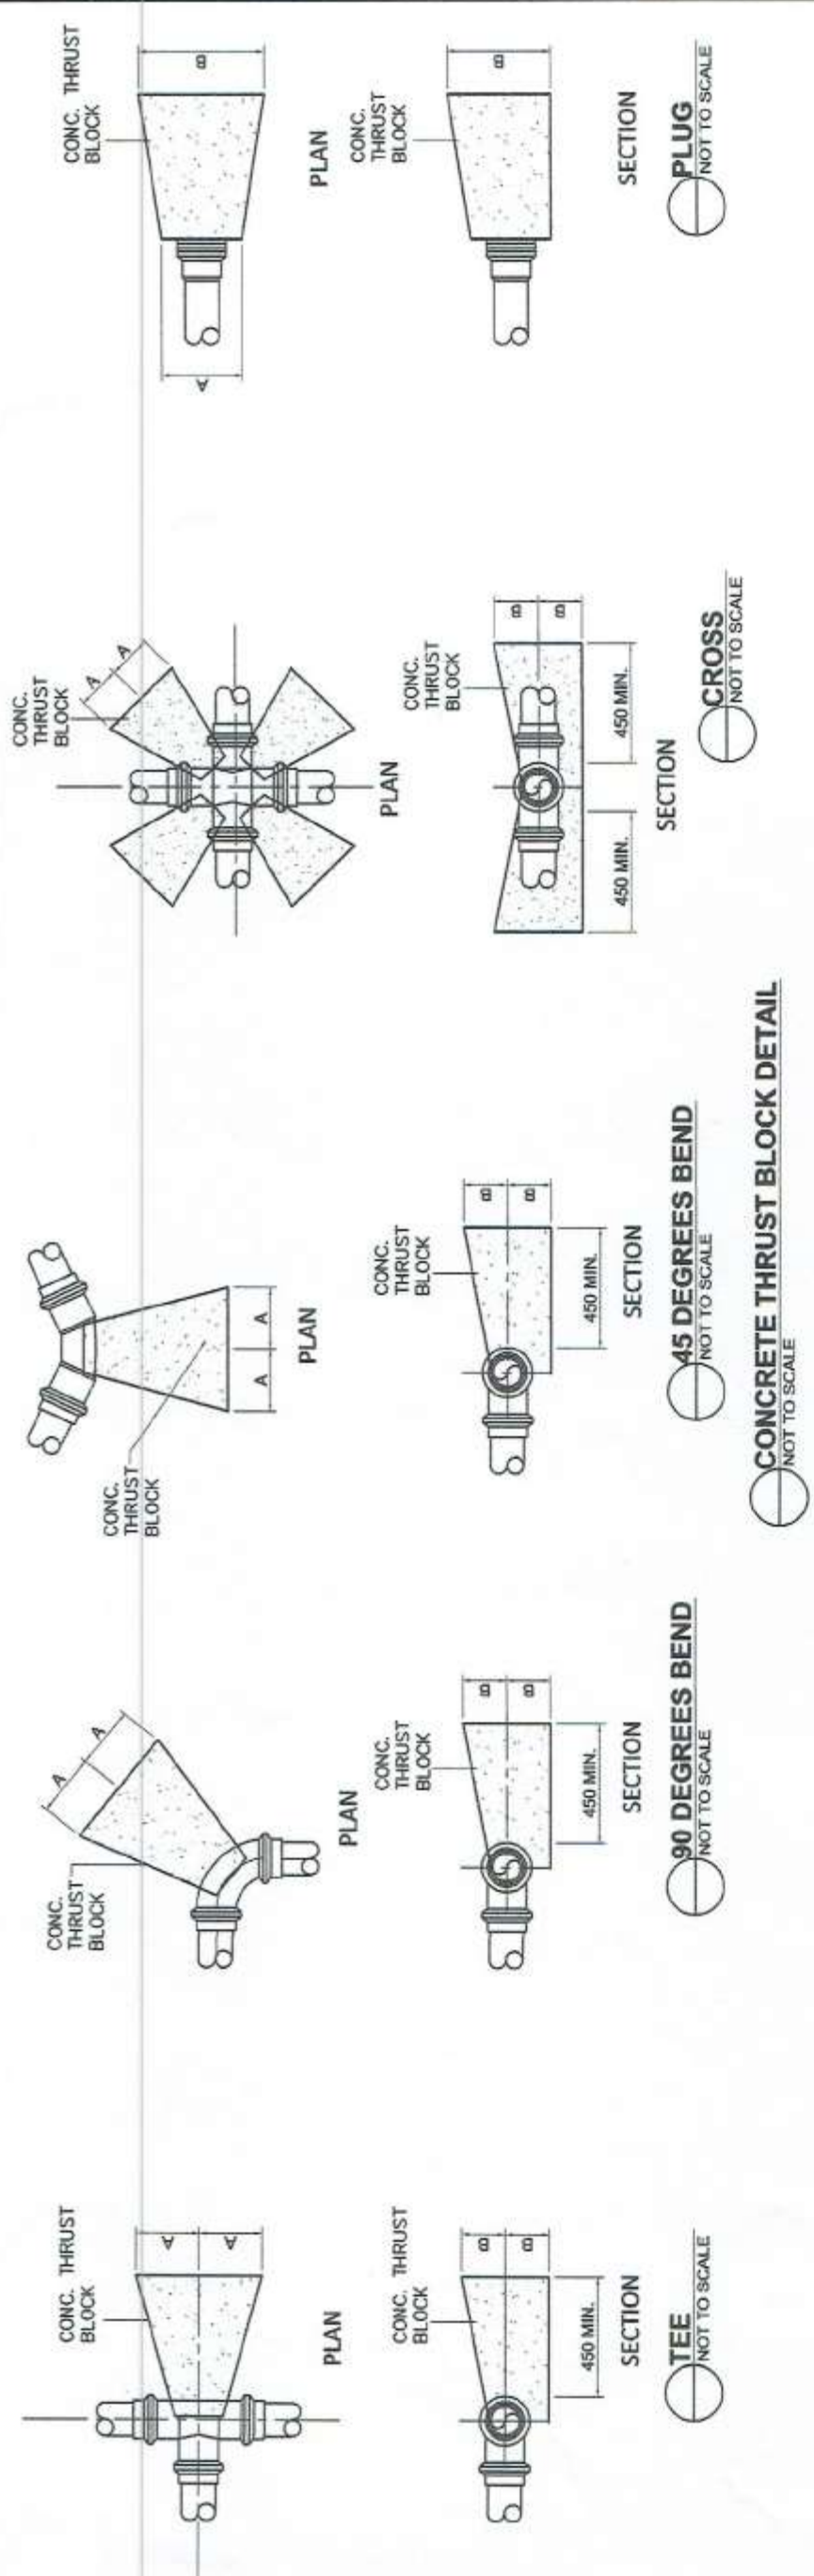 CONC. THRUST
BLOCK
A
A
PLAN
CONC. THRUST
BLOCK
B
B
450 MIN.
SECTION
TEE
NOT TO SCALE
CONC.
THRUST
BLOCK
A
A
PLAN
CONC.
THRUST
BLOCK
B
B
450 MIN.
SECTION
90 DEGREES BEND
NOT TO SCALE
CONC.
THRUST
BLOCK
A
A
PLAN
CONC.
THRUST
BLOCK
B
B
450 MIN.
SECTION
45 DEGREES BEND
NOT TO SCALE
CONC.
THRUST
BLOCK
A
A
PLAN
CONC.
THRUST
BLOCK
B
B
450 MIN.
450 MIN.
SECTION
CROSS
NOT TO SCALE
CONC. THRUST
BLOCK
A
B
PLAN
CONC.
THRUST
BLOCK
B
SECTION
PLUG
NOT TO SCALE
CONCRETE THRUST BLOCK DETAIL
NOT TO SCALE